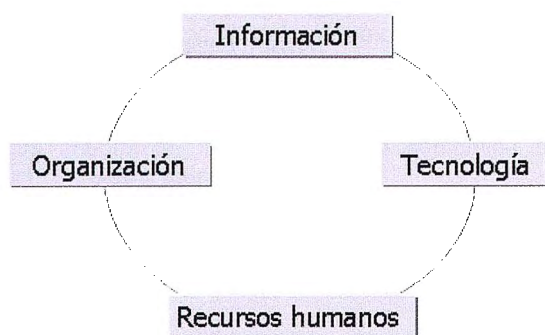 Información
Organización
Tecnología
Recursos humanos